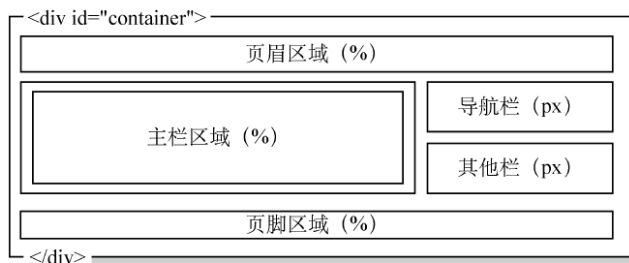 <div id="container">
页眉区域（%）
主栏区域（%）
导航栏（px）
其他栏（px）
页脚区域（%）
</div>